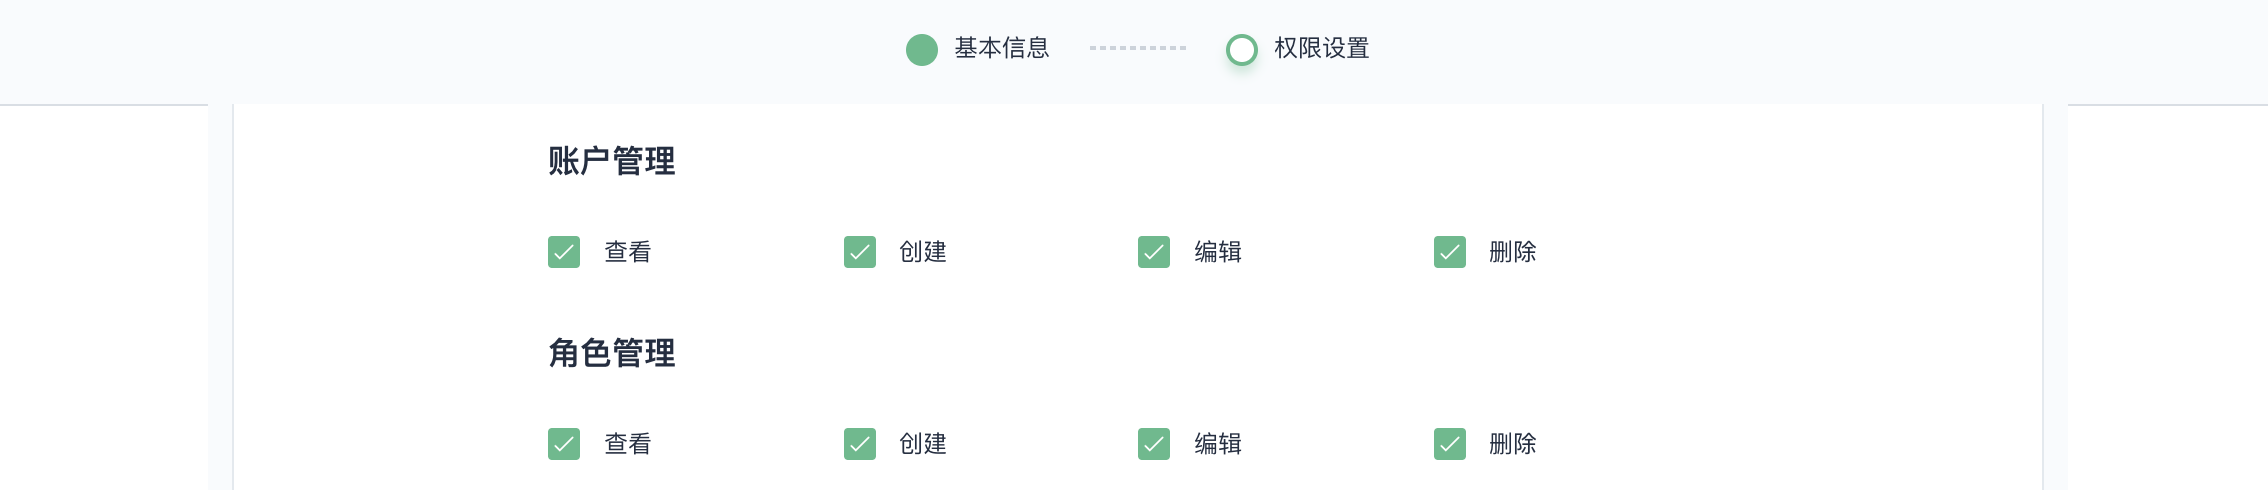 基本信息 权限设置
账户管理
查看 创建 编辑 删除
角色管理
查看 创建 编辑 删除